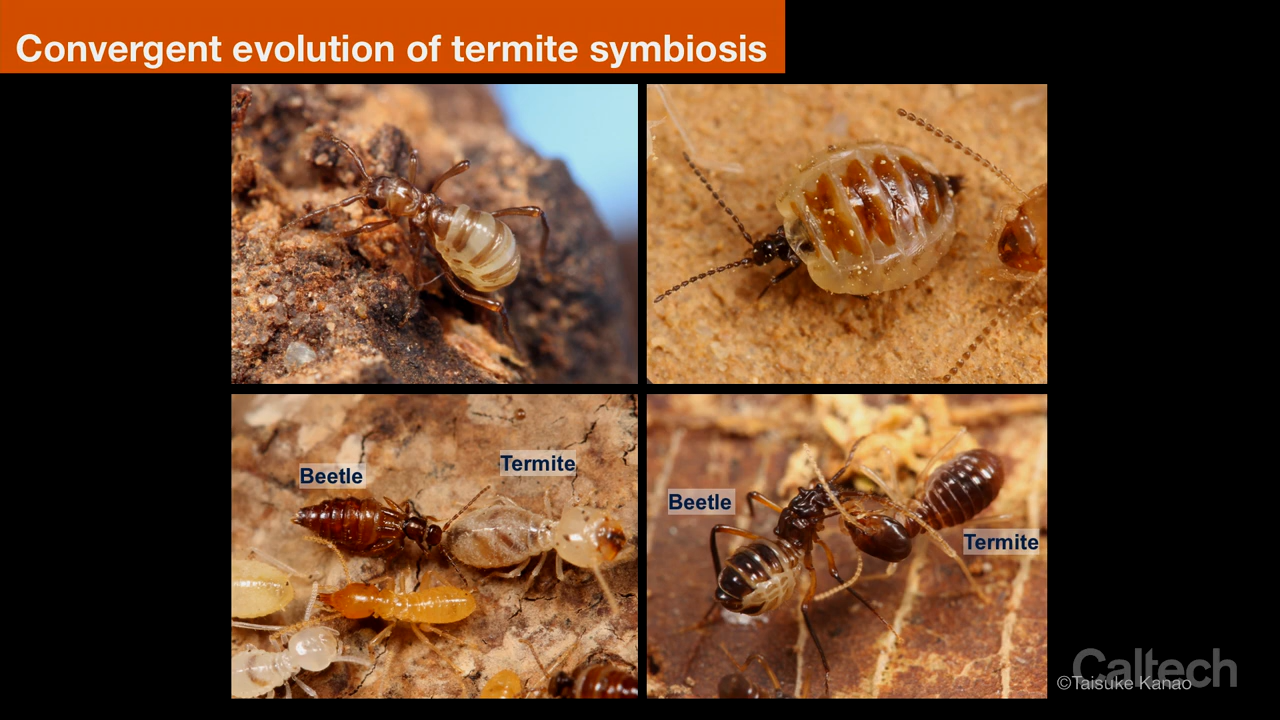 Convergent evolution of termite symbiosis
Beetle
Termite
Beetle
Termite
Caltech
©Taisuke Kanao